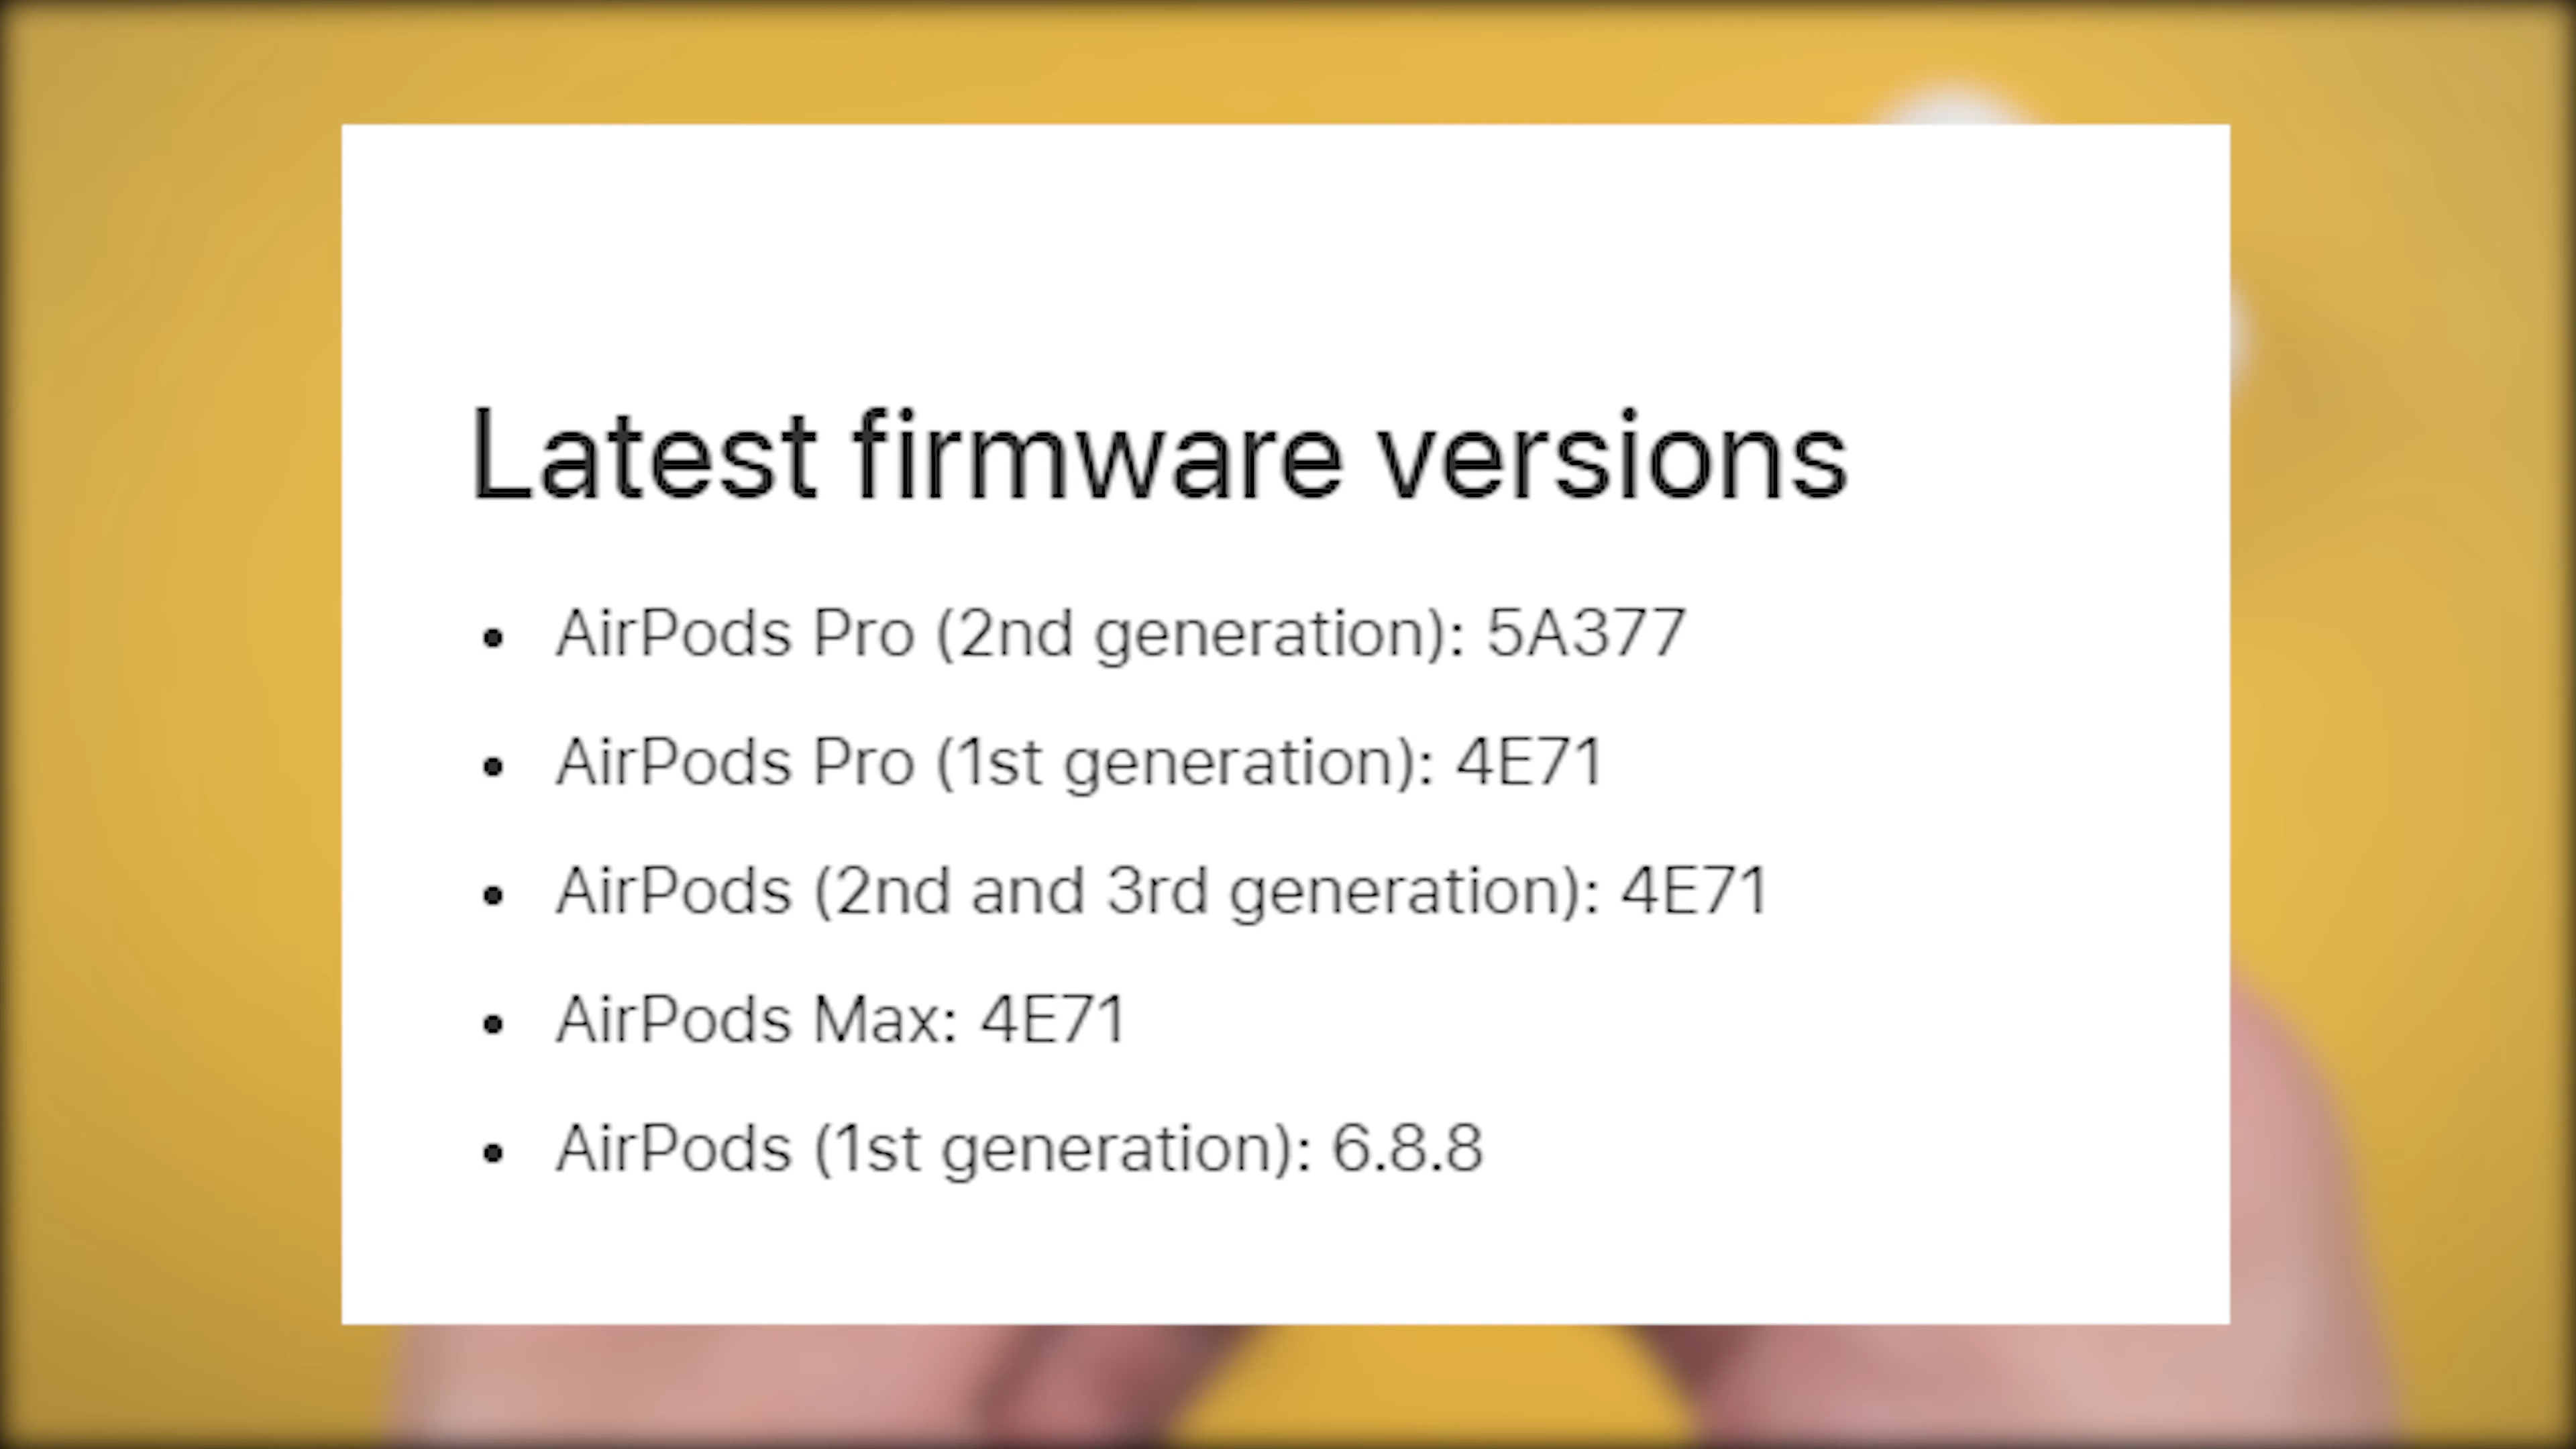 Latest firmware versions
• AirPods Pro (2nd generation): 5A377
• AirPods Pro (1st generation): 4E71
• AirPods (2nd and 3rd generation): 4E71
• AirPods Max: 4E71
• AirPods (1st generation): 6.8.8